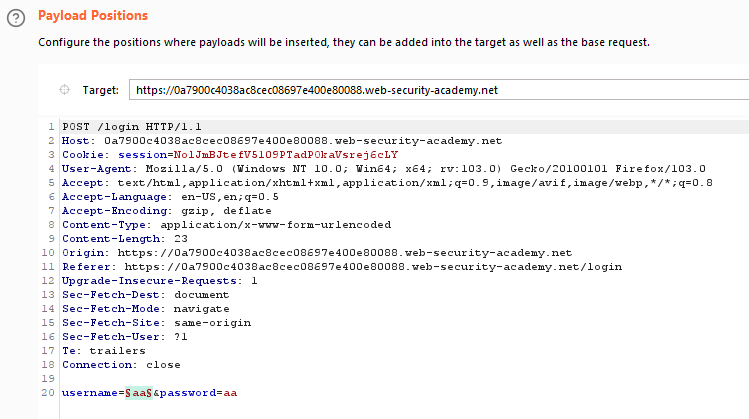 Payload Positions
Configure the positions where payloads will be inserted, they can be added into the target as well as the base request.
Target: https://0a7900c4038ac8cec08697e400e80088.web-security-academy.net
1 POST /login HTTP/1.1
2 Host: 0a7900c4038ac8cec08697e400e80088.web-security-academy.net
3 Cookie: session=NolJmBJtefV5lO9PTadP0kaVsrej6cLY
4 User-Agent: Mozilla/5.0 (Windows NT 10.0; Win64; x64; rv:103.0) Gecko/20100101 Firefox/103.0
5 Accept: text/html,application/xhtml+xml,application/xml;q=0.9,image/avif,image/webp,*/*;q=0.8
6 Accept-Language: en-US,en;q=0.5
7 Accept-Encoding: gzip, deflate
8 Content-Type: application/x-www-form-urlencoded
9 Content-Length: 23
10 Origin: https://0a7900c4038ac8cec08697e400e80088.web-security-academy.net
11 Referer: https://0a7900c4038ac8cec08697e400e80088.web-security-academy.net/login
12 Upgrade-Insecure-Requests: 1
13 Sec-Fetch-Dest: document
14 Sec-Fetch-Mode: navigate
15 Sec-Fetch-Site: same-origin
16 Sec-Fetch-User: ?1
17 Te: trailers
18 Connection: close
19
20 username=§aa§&password=aa